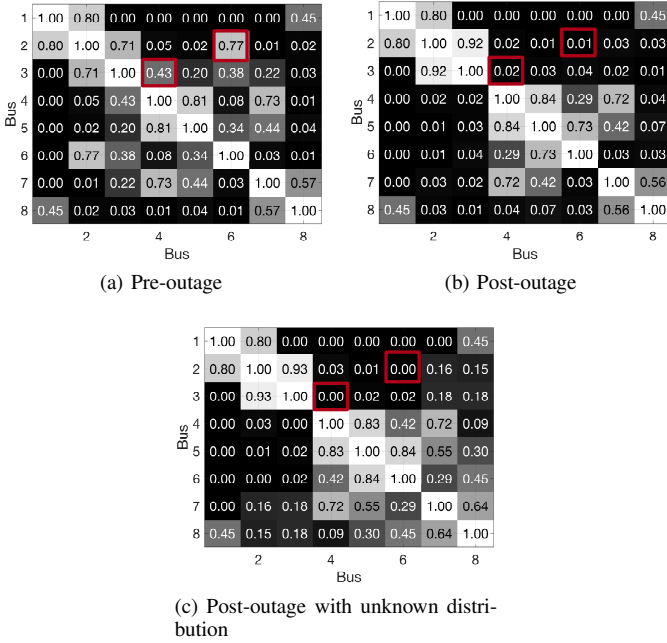 1 1.00 0.80 0.00 0.00 0.00 0.00 0.00 0.45
2 0.80 1.00 0.71 0.05 0.02 0.77 0.01 0.02
3 0.00 0.71 1.00 0.43 0.20 0.38 0.22 0.03
4 0.00 0.05 0.43 1.00 0.81 0.08 0.73 0.01
5 0.00 0.02 0.20 0.81 1.00 0.34 0.44 0.04
6 0.00 0.77 0.38 0.08 0.34 1.00 0.03 0.01
7 0.00 0.01 0.22 0.73 0.44 0.03 1.00 0.57
8 0.45 0.02 0.03 0.01 0.04 0.01 0.57 1.00
Bus
2 4 6 8
Bus
(a) Pre-outage
1 1.00 0.80 0.00 0.00 0.00 0.00 0.00 0.45
2 0.80 1.00 0.92 0.02 0.01 0.01 0.03 0.03
3 0.00 0.92 1.00 0.02 0.03 0.04 0.02 0.01
4 0.00 0.02 0.02 1.00 0.84 0.29 0.72 0.04
5 0.00 0.01 0.03 0.84 1.00 0.73 0.42 0.07
6 0.00 0.01 0.04 0.29 0.73 1.00 0.03 0.03
7 0.00 0.03 0.02 0.72 0.42 0.03 1.00 0.56
8 0.45 0.03 0.01 0.04 0.07 0.03 0.56 1.00
Bus
2 4 6 8
Bus
(b) Post-outage
1 1.00 0.80 0.00 0.00 0.00 0.00 0.00 0.45
2 0.80 1.00 0.93 0.03 0.01 0.00 0.16 0.15
3 0.00 0.93 1.00 0.00 0.02 0.02 0.18 0.18
4 0.00 0.03 0.00 1.00 0.83 0.42 0.72 0.09
5 0.00 0.01 0.02 0.83 1.00 0.84 0.55 0.30
6 0.00 0.00 0.02 0.42 0.84 1.00 0.29 0.45
7 0.00 0.16 0.18 0.72 0.55 0.29 1.00 0.64
8 0.45 0.15 0.18 0.09 0.30 0.45 0.64 1.00
Bus
2 4 6 8
Bus
(c) Post-outage with unknown distri-
bution